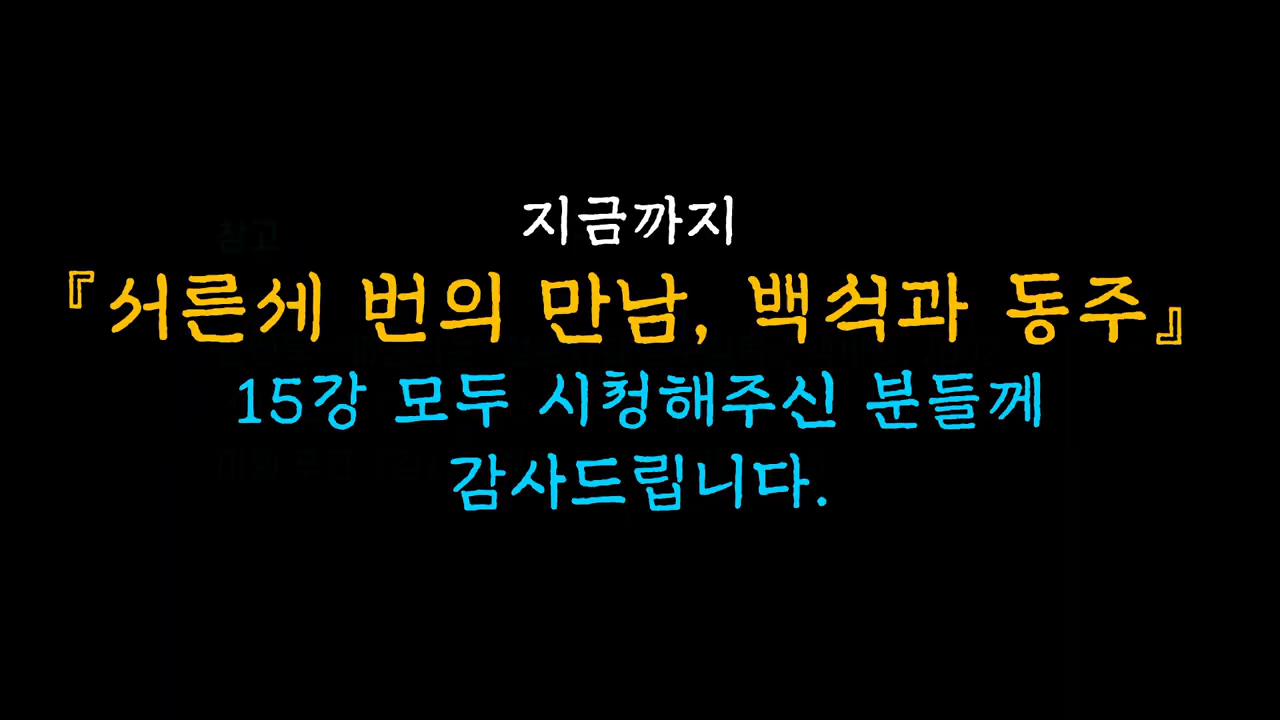 지금까지
『서른세 번의 만남, 백석과 동주』
15강 모두 시청해주신 분들께
감사드립니다.